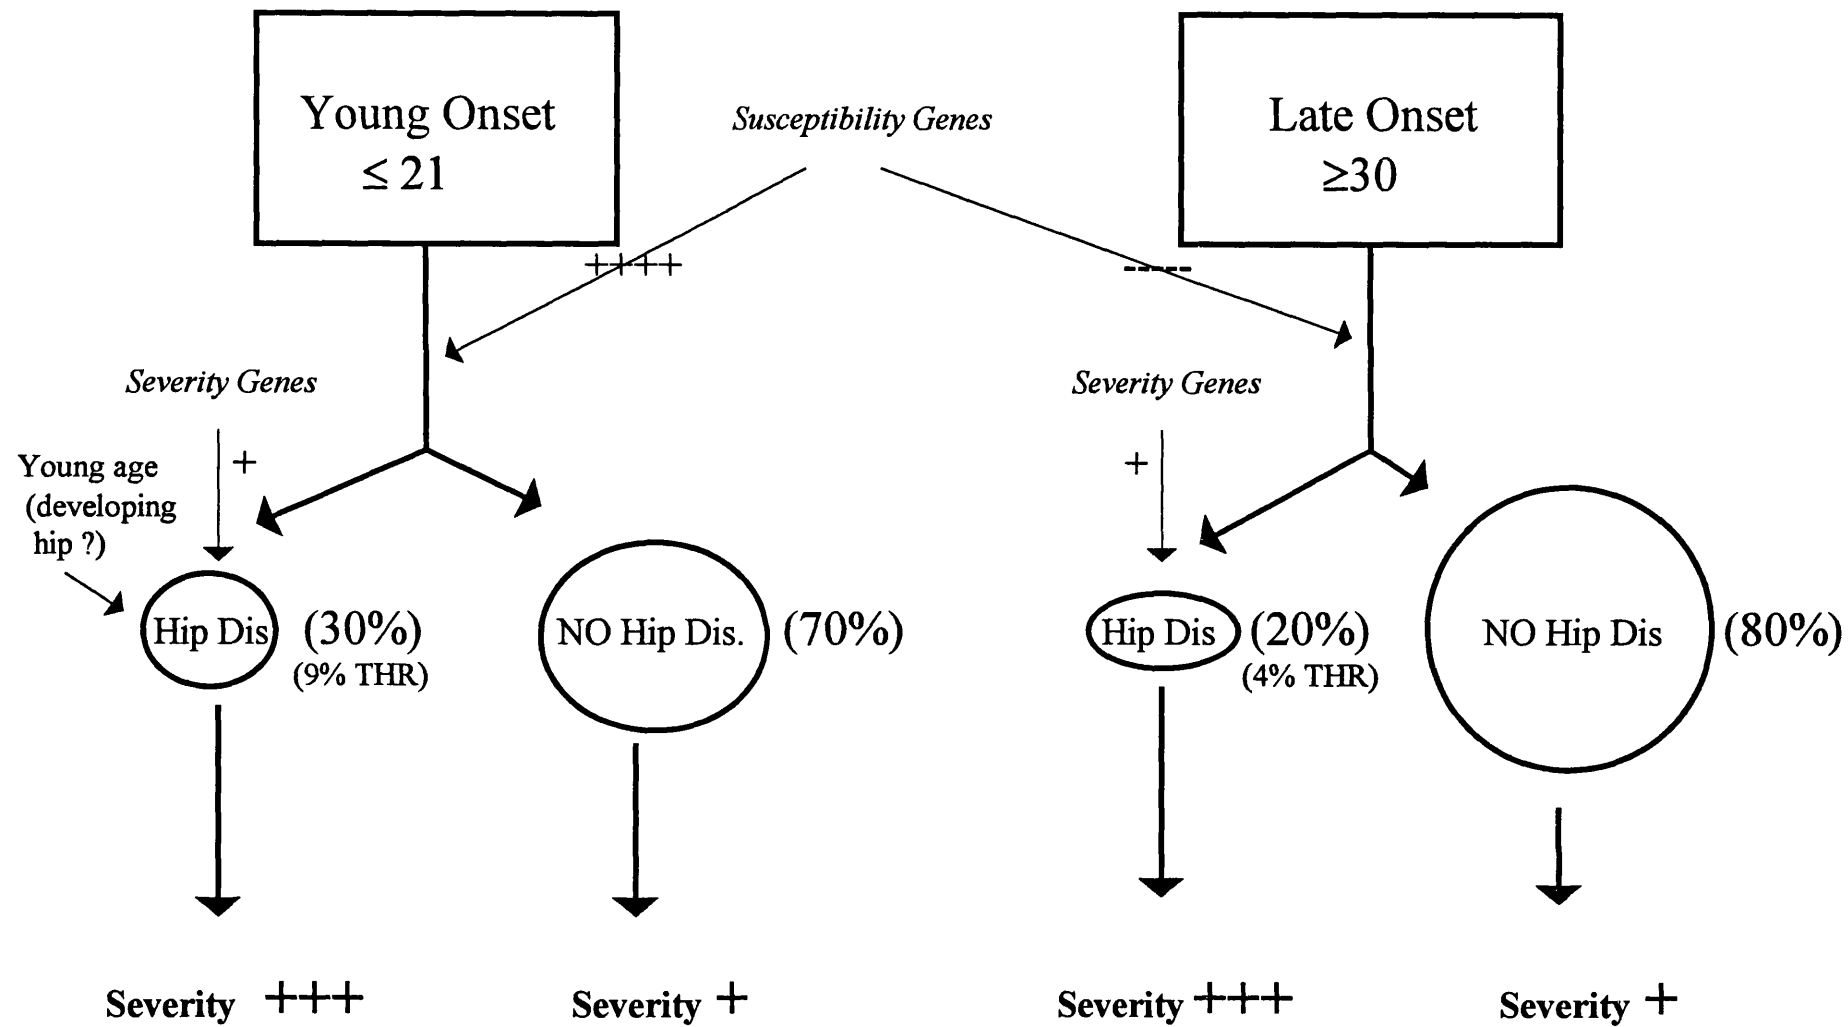 Young Onset
≤ 21
Susceptibility Genes
Late Onset
≥30
++++
----
Severity Genes
Severity Genes
+
+
Young age
(developing
hip ?)
Hip Dis
(30%)
(9% THR)
NO Hip Dis.
(70%)
Hip Dis
(20%)
(4% THR)
NO Hip Dis
(80%)
Severity +++
Severity +
Severity +++
Severity +